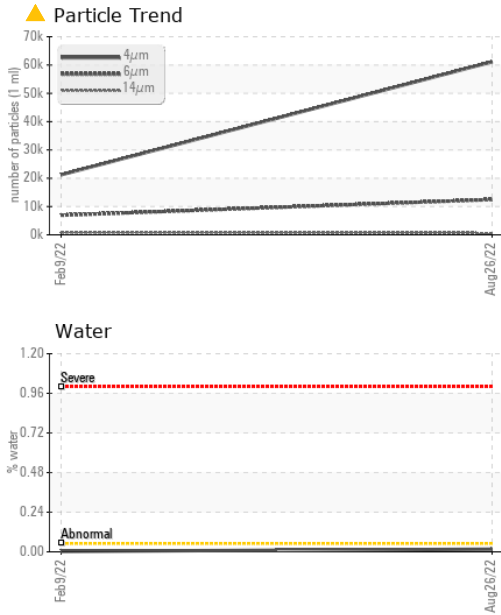 Particle Trend
70k
60k
50k
40k
30k
20k
10k
0k
number of particles (1 ml)
4µm
6µm
14µm
Feb9/22
Aug26/22
Water
1.20
0.96
0.72
0.48
0.24
0.00
% water
Severe
Abnormal
Feb9/22
Aug26/22